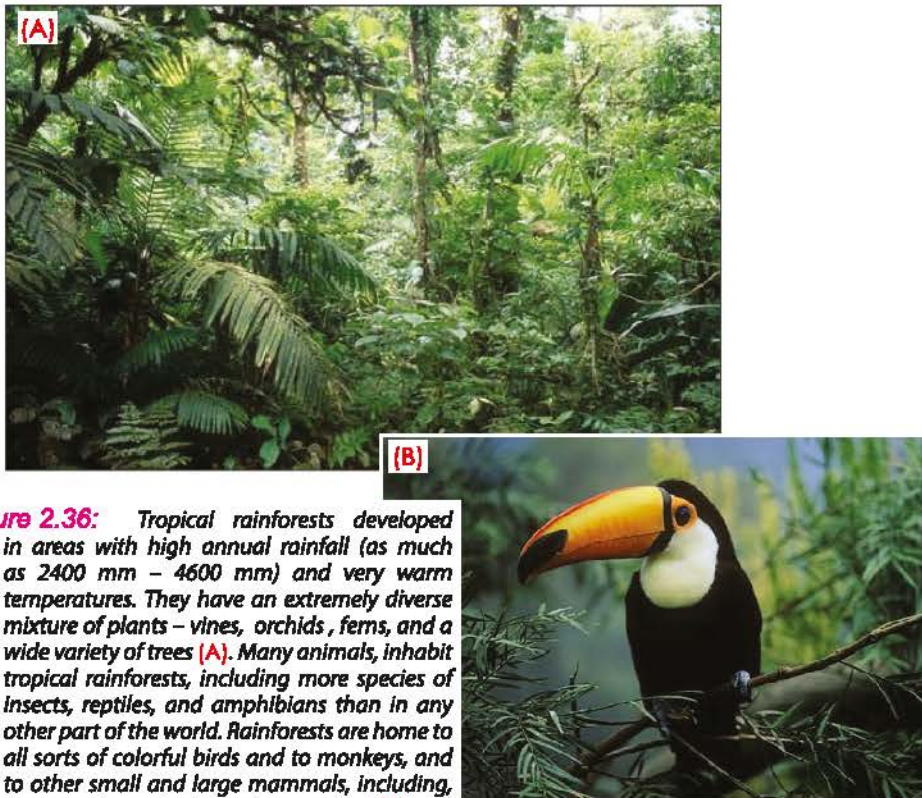 (A)
(B)
ure 2.36: Tropical rainforests developed
in areas with high annual rainfall (as much
as 2400 mm – 4600 mm) and very warm
temperatures. They have an extremely diverse
mixture of plants – vines, orchids , ferns, and a
wide variety of trees (A). Many animals, inhabit
tropical rainforests, including more species of
insects, reptiles, and amphibians than in any
other part of the world. Rainforests are home to
all sorts of colorful birds and to monkeys, and
to other small and large mammals, including,